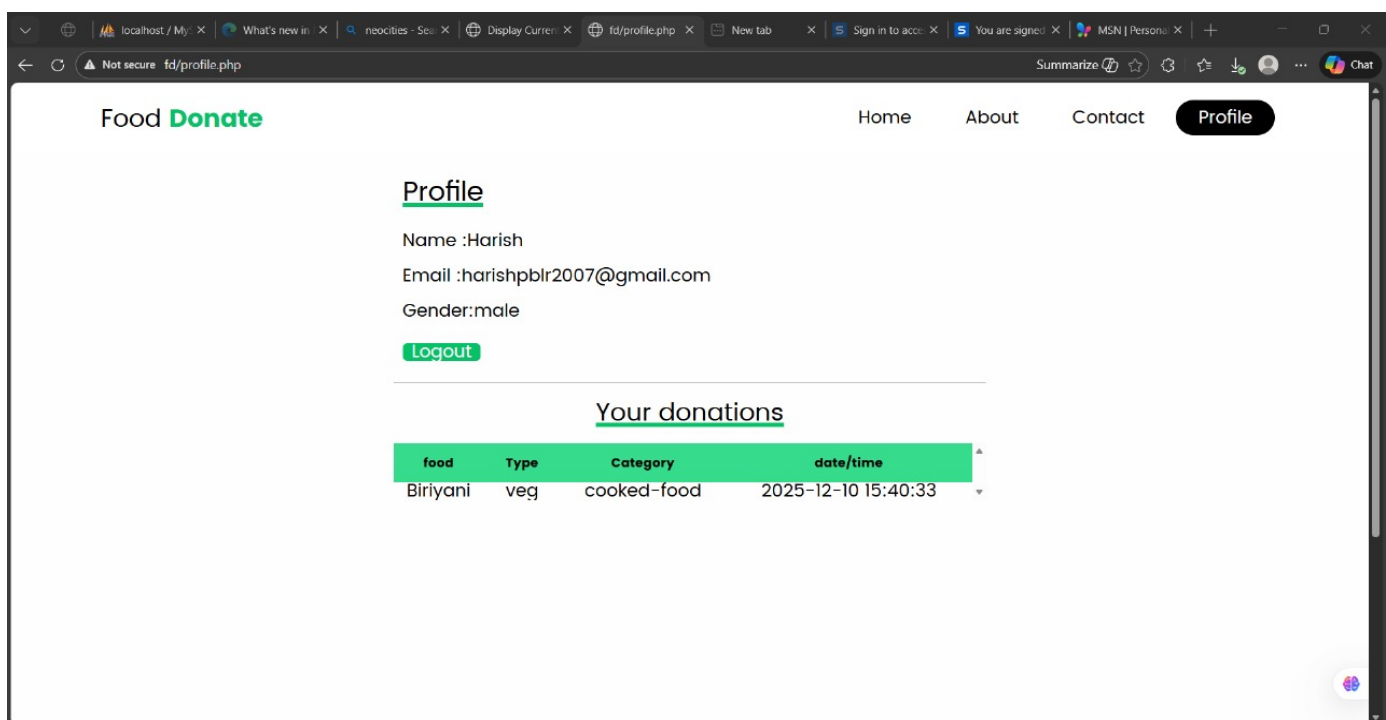 localhost / My What's new in neocities - Sea Display Curren fd/profile.php New tab Sign in to acce You are signed MSN | Persona
Not secure fd/profile.php Summarize Chat
Food Donate Home About Contact Profile
Profile
Name :Harish
Email :harishpblr2007@gmail.com
Gender:male
Logout
Your donations
food Type Category date/time
Biriyani veg cooked-food 2025-12-10 15:40:33